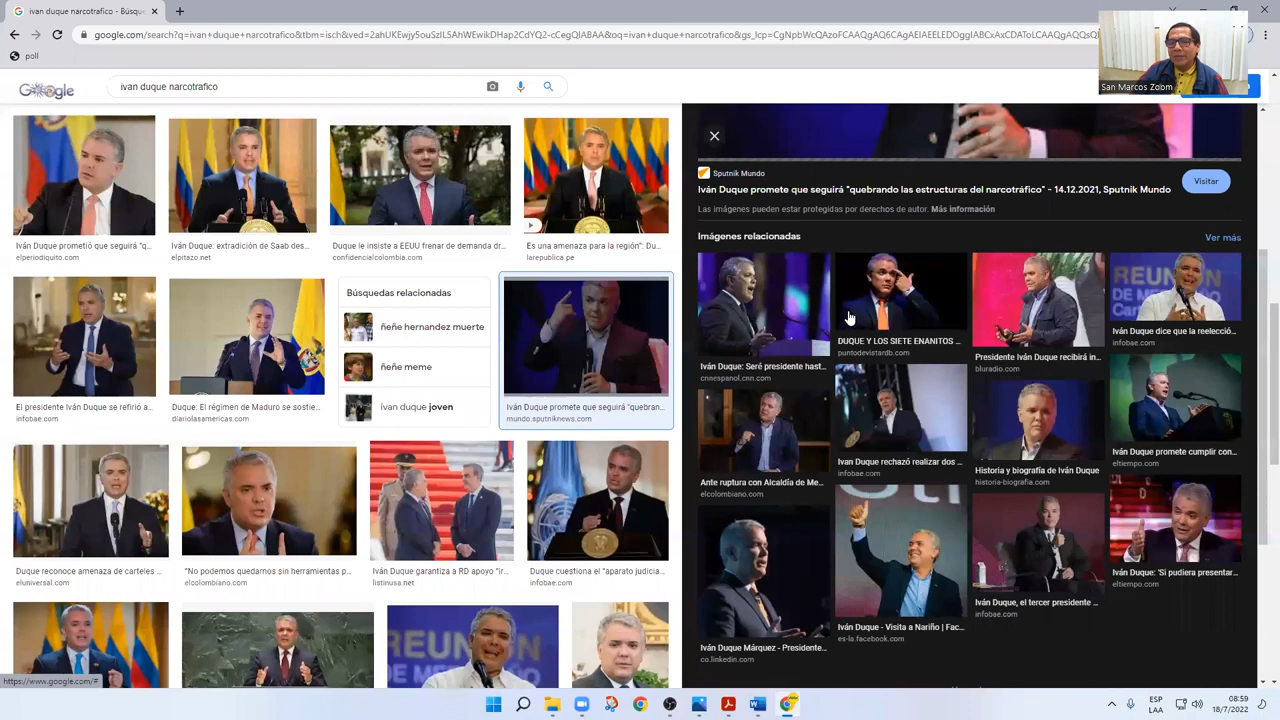 ivan duque narcotrafico - Búsque
google.com/search?q=ivan+duque+narcotrafico&tbm=isch&ved=
poll
Google
ivan duque narcotrafico
San Marcos Zoom
Iván Duque prometió que seguirá "q...
elperiodiquito.com
Iván Duque: extradición de Saab des...
elpitazo.net
Duque le insiste a EEUU frenar de demanda dr...
confidencialcolombia.com
Es una amenaza para la región": Du...
larepublica.pe
El presidente Iván Duque se refirió a...
infobae.com
Duque: El régimen de Maduro se sostie...
diariolasamericas.com
Búsquedas relacionadas
ñeñe hernandez muerte
ñeñe meme
ivan duque joven
Iván Duque promete que seguirá "quebran...
mundo.sputniknews.com
Duque reconoce amenaza de carteles ...
eluniversal.com
"No podemos quedarnos sin herramientas p...
elcolombiano.com
Iván Duque garantiza a RD apoyo "ir...
listinusa.net
Duque cuestiona el "aparato judicia...
infobae.com
https://www.google.com/#
Sputnik Mundo
Iván Duque promete que seguirá "quebrando las estructuras del narcotráfico" - 14.12.2021, Sputnik Mundo
Visitar
Las imágenes pueden estar protegidas por derechos de autor. Más información
Imágenes relacionadas
Ver más
REUNIÓN
DE
Iván Duque: Seré presidente hast...
cnnespanol.cnn.com
DUQUE Y LOS SIETE ENANITOS ...
puntodevistardb.com
Presidente Iván Duque recibirá in...
bluradio.com
Iván Duque dice que la reelecció...
infobae.com
Ante ruptura con Alcaldía de Me...
elcolombiano.com
Ivan Duque rechazó realizar dos ...
infobae.com
Historia y biografía de Iván Duque
historia-biografia.com
Iván Duque promete cumplir con...
eltiempo.com
Iván Duque Márquez - Presidente...
co.linkedin.com
Iván Duque - Visita a Nariño | Fac...
es-la.facebook.com
Iván Duque, el tercer presidente ...
infobae.com
Iván Duque: 'Si pudiera presentar...
eltiempo.com
ESP
LAA
08:59
18/7/2022